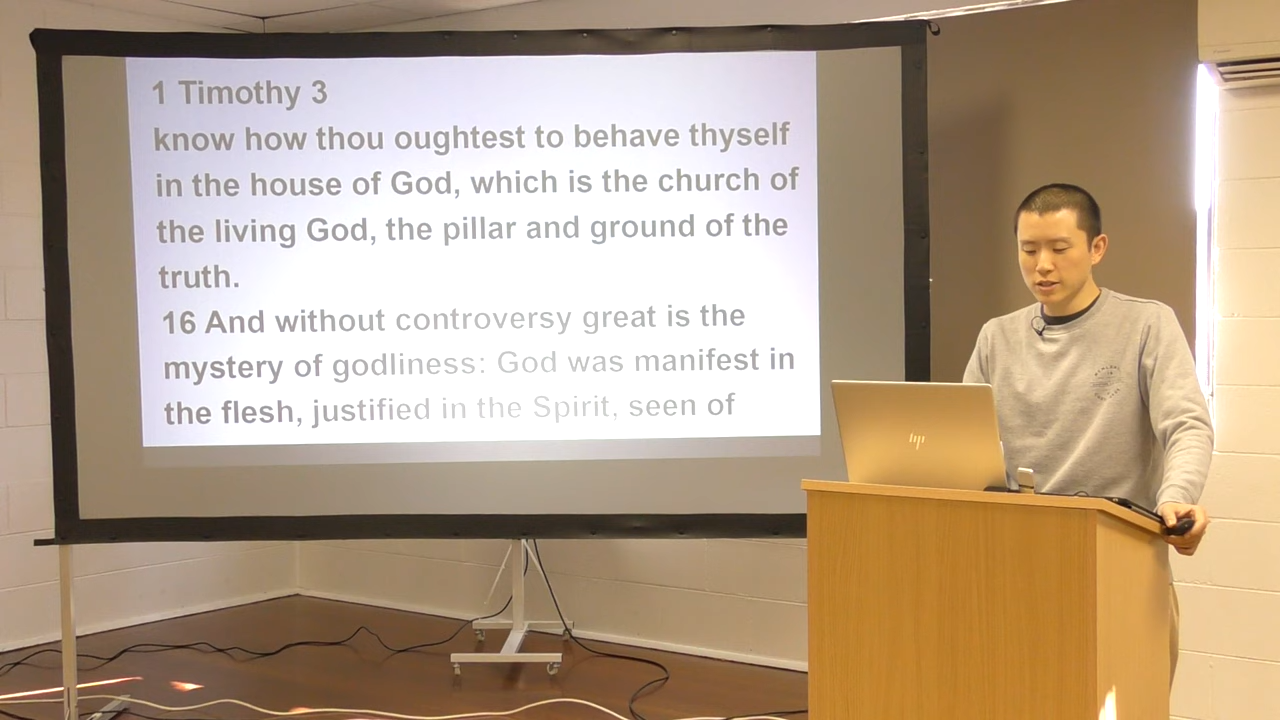 1 Timothy 3
know how thou oughtest to behave thyself
in the house of God, which is the church of
the living God, the pillar and ground of the
truth.
16 And without controversy great is the
mystery of godliness: God was manifest in
the flesh, justified in the Spirit, seen of
hp